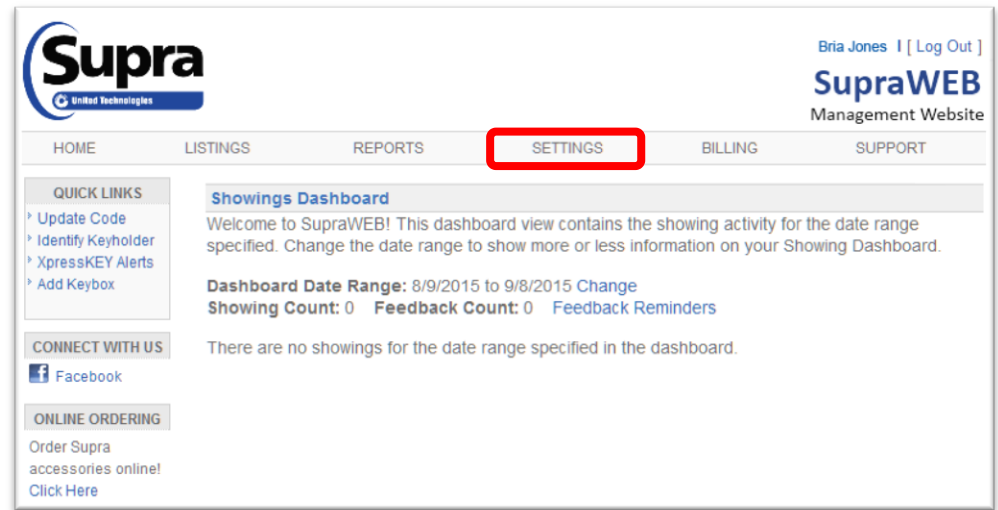 Supra
United Technologies
Bria Jones | [ Log Out ]
SupraWEB
Management Website
HOME LISTINGS REPORTS SETTINGS BILLING SUPPORT
QUICK LINKS
Update Code
Identify Keyholder
XpressKEY Alerts
Add Keybox
CONNECT WITH US
Facebook
ONLINE ORDERING
Order Supra
accessories online!
Click Here
Showings Dashboard
Welcome to SupraWEB! This dashboard view contains the showing activity for the date range
specified. Change the date range to show more or less information on your Showing Dashboard.
Dashboard Date Range: 8/9/2015 to 9/8/2015 Change
Showing Count: 0 Feedback Count: 0 Feedback Reminders
There are no showings for the date range specified in the dashboard.